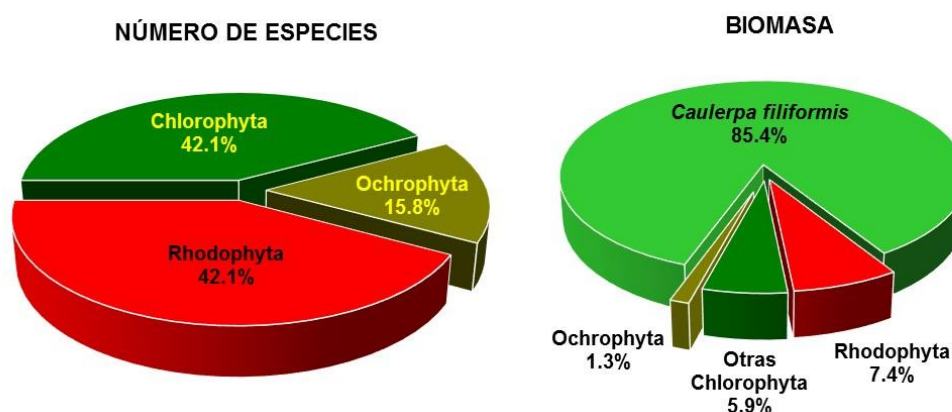 NÚMERO DE ESPECIES
Chlorophyta
42.1%
Ochrophyta
15.8%
Rhodophyta
42.1%
BIOMASA
Caulerpa filiformis
85.4%
Ochrophyta
1.3%
Otras
Chlorophyta
5.9%
Rhodophyta
7.4%